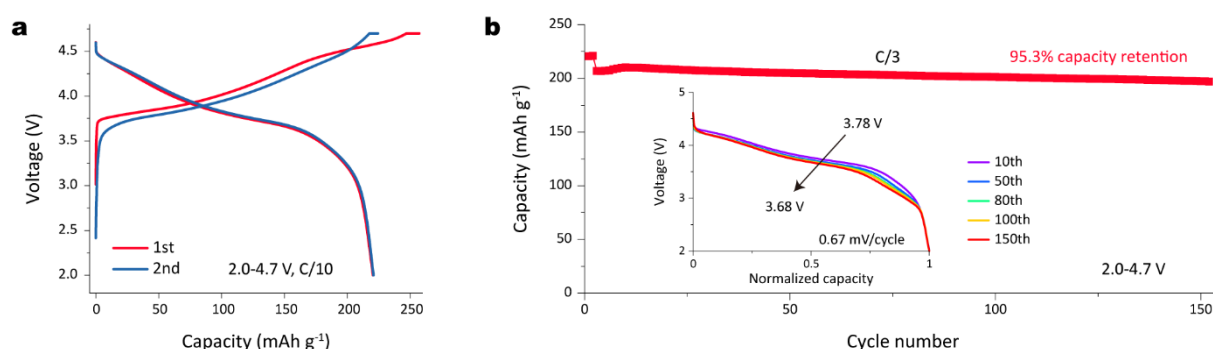 a
4.5
4.0
3.5
3.0
2.5
2.0
Voltage (V)
1st
2nd
2.0-4.7 V, C/10
0
50
100
150
200
250
Capacity (mAh g⁻¹)
b
250
200
150
100
50
0
Capacity (mAh g⁻¹)
C/3
95.3% capacity retention
5
4
3
2
Voltage (V)
3.78 V
3.68 V
0.67 mV/cycle
0
0.5
1
Normalized capacity
10th
50th
80th
100th
150th
2.0-4.7 V
0
50
100
150
Cycle number